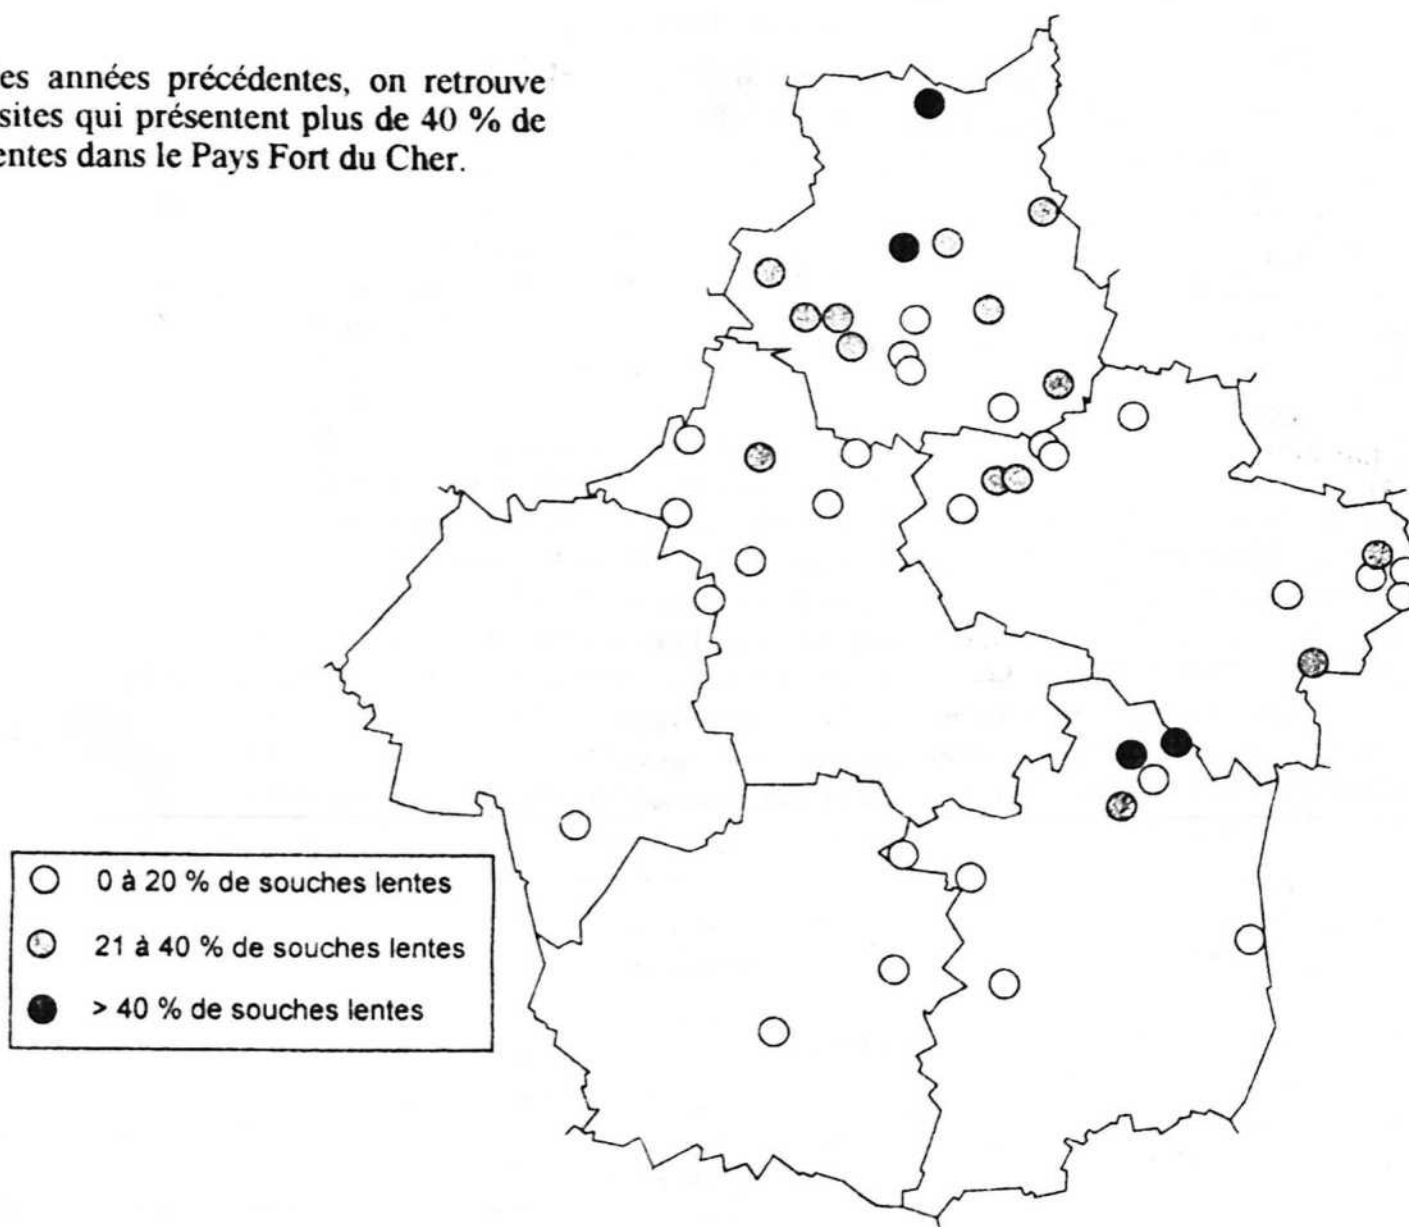 es années précédentes, on retrouve
sites qui présentent plus de 40 % de
entes dans le Pays Fort du Cher.
0 à 20 % de souches lentes
21 à 40 % de souches lentes
> 40 % de souches lentes